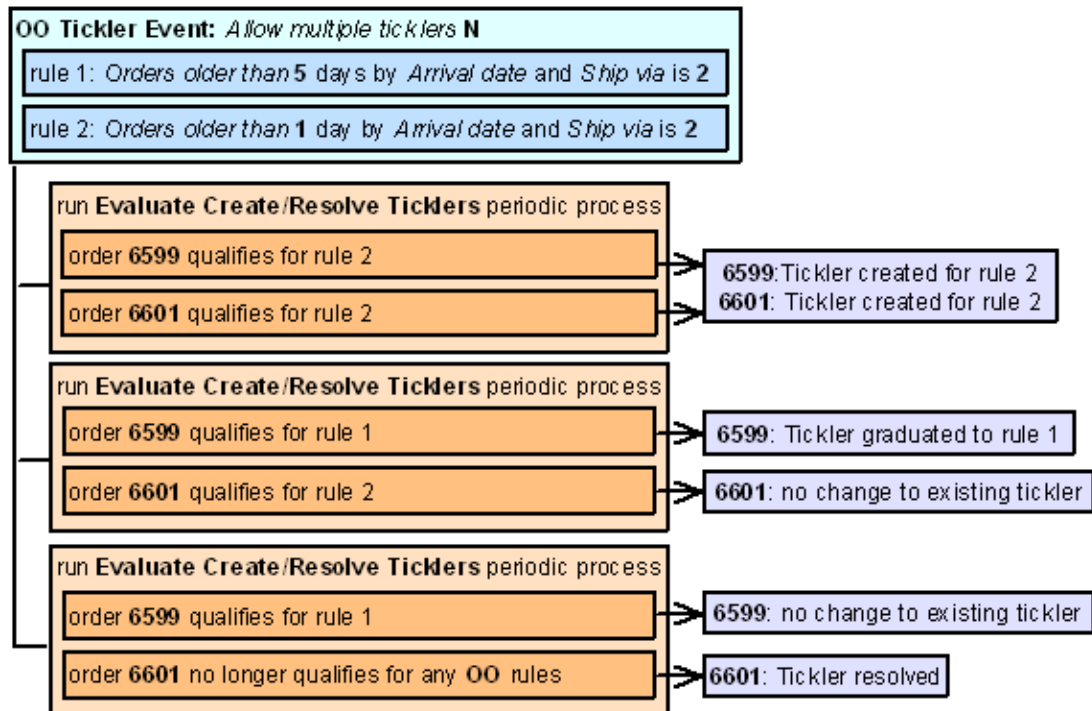 OO Tickler Event: Allow multiple ticklers N
rule 1: Orders older than 5 days by Arrival date and Ship via is 2
rule 2: Orders older than 1 day by Arrival date and Ship via is 2
run Evaluate Create/Resolve Ticklers periodic process
order 6599 qualifies for rule 2
6599:Tickler created for rule 2
order 6601 qualifies for rule 2
6601: Tickler created for rule 2
run Evaluate Create/Resolve Ticklers periodic process
order 6599 qualifies for rule 1
6599: Tickler graduated to rule 1
order 6601 qualifies for rule 2
6601: no change to existing tickler
run Evaluate Create/Resolve Ticklers periodic process
order 6599 qualifies for rule 1
6599: no change to existing tickler
order 6601 no longer qualifies for any OO rules
6601: Tickler resolved